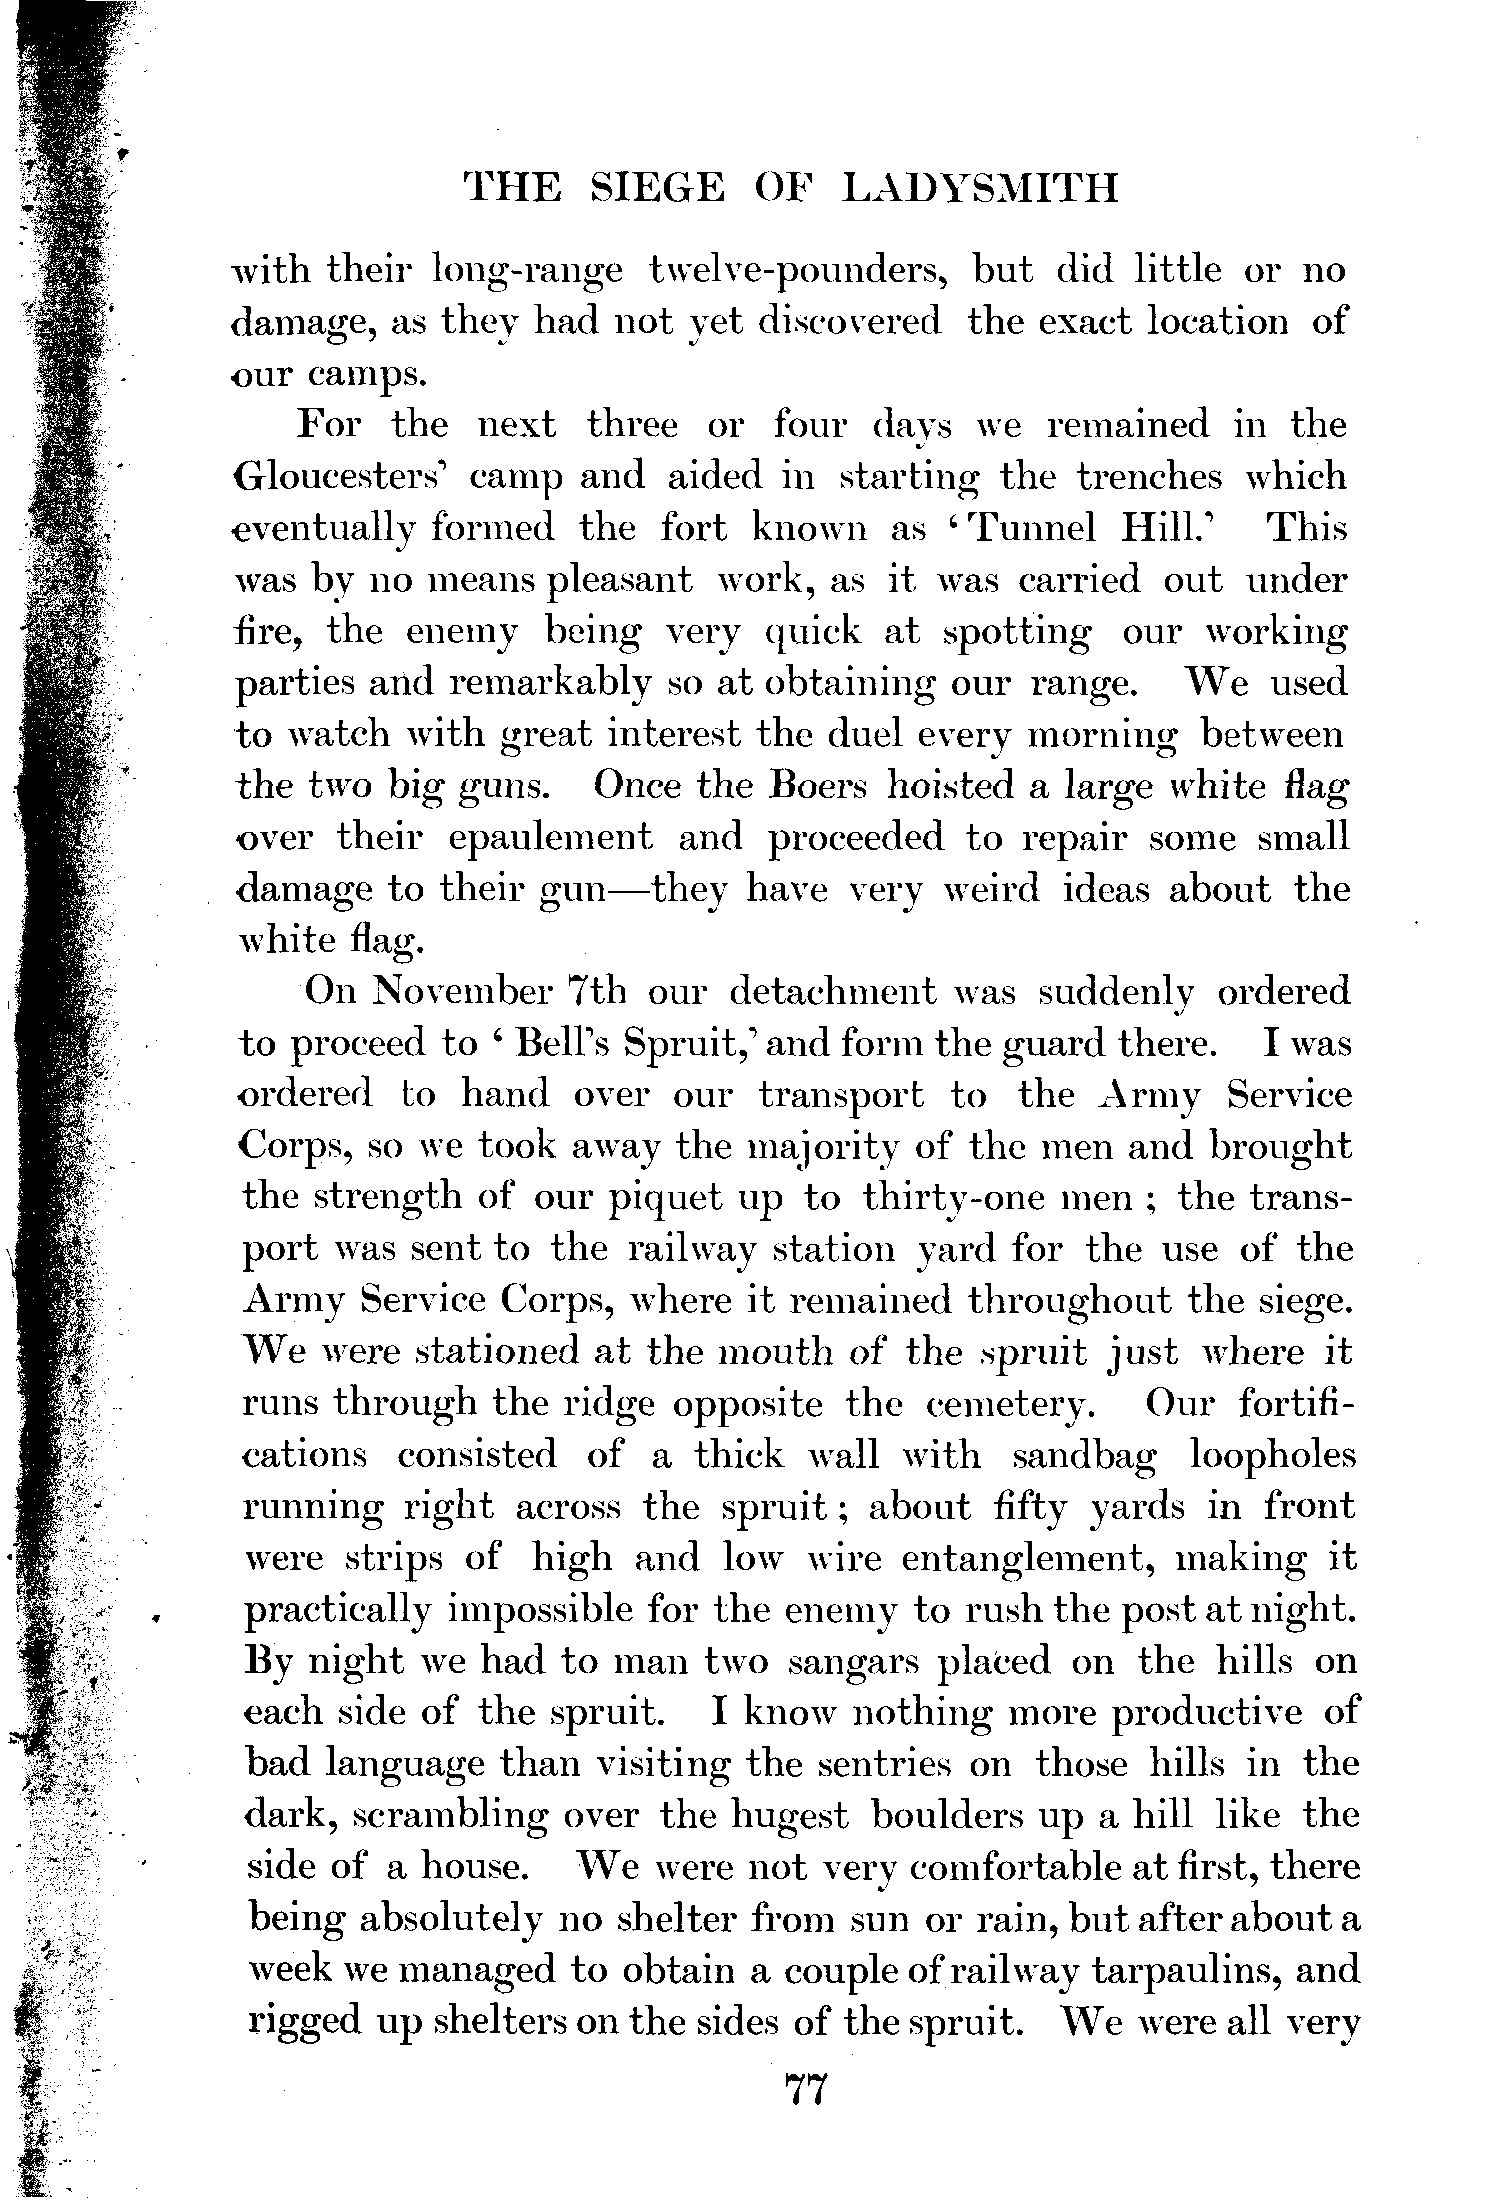 THE SIEGE OF LADYSMITH
with their long-range twelve-pounders, but did little or no
damage, as they had not yet discovered the exact location of
our camps.
For the next three or four days we remained in the
Gloucesters' camp and aided in starting the trenches which
eventually formed the fort known as 'Tunnel Hill.' This
was by no means pleasant work, as it was carried out under
fire, the enemy being very quick at spotting our working
parties and remarkably so at obtaining our range. We used
to watch with great interest the duel every morning between
the two big guns. Once the Boers hoisted a large white flag
over their epaulement and proceeded to repair some small
damage to their gun—they have very weird ideas about the
white flag.
On November 7th our detachment was suddenly ordered
to proceed to 'Bell's Spruit,' and form the guard there. I was
ordered to hand over our transport to the Army Service
Corps, so we took away the majority of the men and brought
the strength of our piquet up to thirty-one men ; the trans-
port was sent to the railway station yard for the use of the
Army Service Corps, where it remained throughout the siege.
We were stationed at the mouth of the spruit just where it
runs through the ridge opposite the cemetery. Our fortifi-
cations consisted of a thick wall with sandbag loopholes
running right across the spruit ; about fifty yards in front
were strips of high and low wire entanglement, making it
practically impossible for the enemy to rush the post at night.
By night we had to man two sangars placed on the hills on
each side of the spruit. I know nothing more productive of
bad language than visiting the sentries on those hills in the
dark, scrambling over the hugest boulders up a hill like the
side of a house. We were not very comfortable at first, there
being absolutely no shelter from sun or rain, but after about a
week we managed to obtain a couple of railway tarpaulins, and
rigged up shelters on the sides of the spruit. We were all very
77